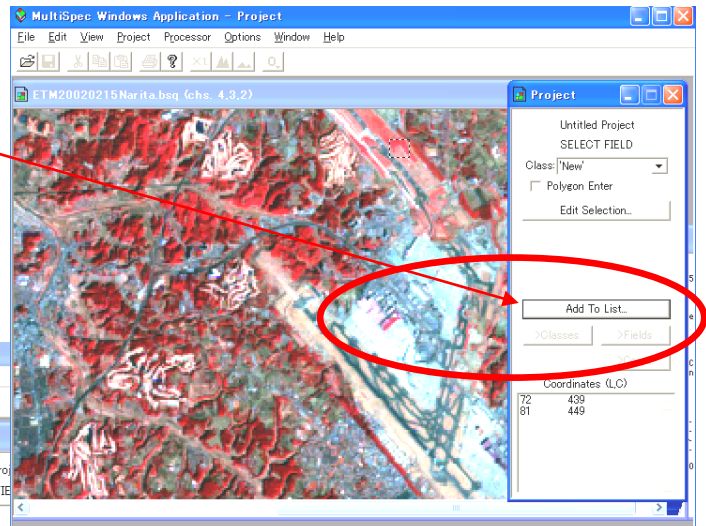 MultiSpec Windows Application - Project
File Edit View Project Processor Options Window Help
ETM20020215Narita.bsq (chs. 4,3,2)
Project
Untitled Project
SELECT FIELD
Class: 'New'
Polygon Enter
Edit Selection...
Add To List...
>Classes >Fields
Coordinates (L,C)
72 439
81 449